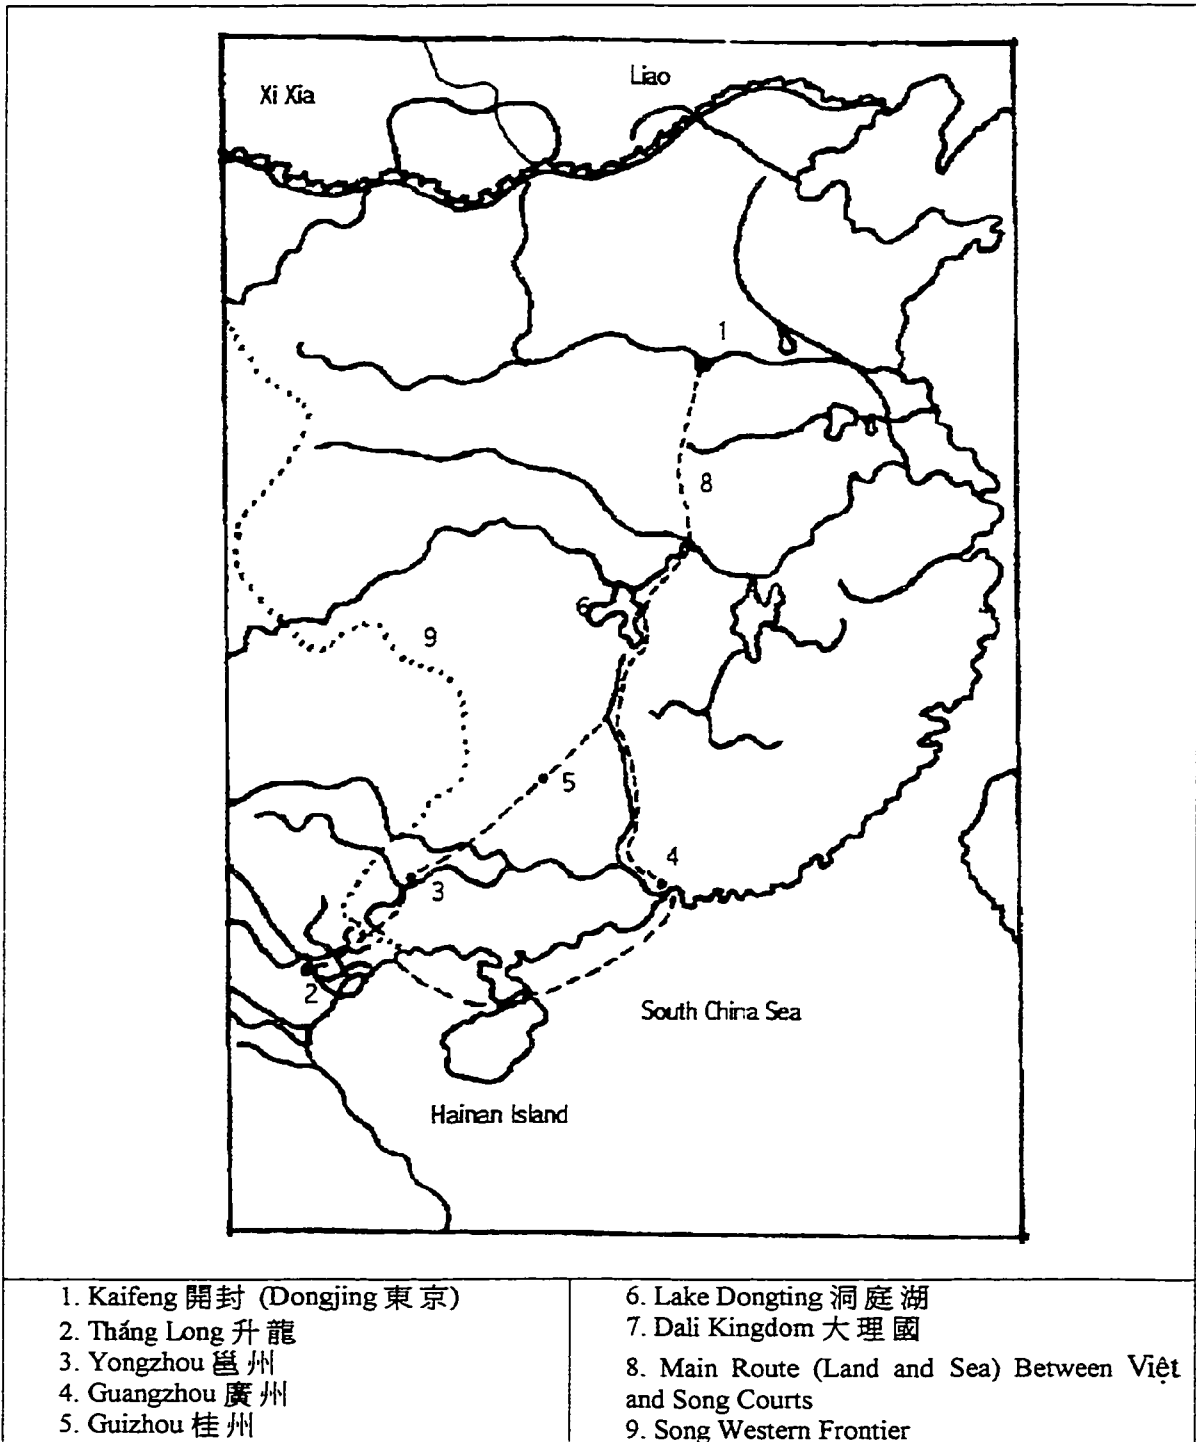 Xi Xia
Liao
1
8
6
9
5
4
3
2
South China Sea
Hainan Island
1. Kaifeng 開封 (Dongjing 東京)
2. Tháng Long 升龍
3. Yongzhou 邕州
4. Guangzhou 廣州
5. Guizhou 桂州
6. Lake Dongting 洞庭湖
7. Dali Kingdom 大理國
8. Main Route (Land and Sea) Between Việt
and Song Courts
9. Song Western Frontier